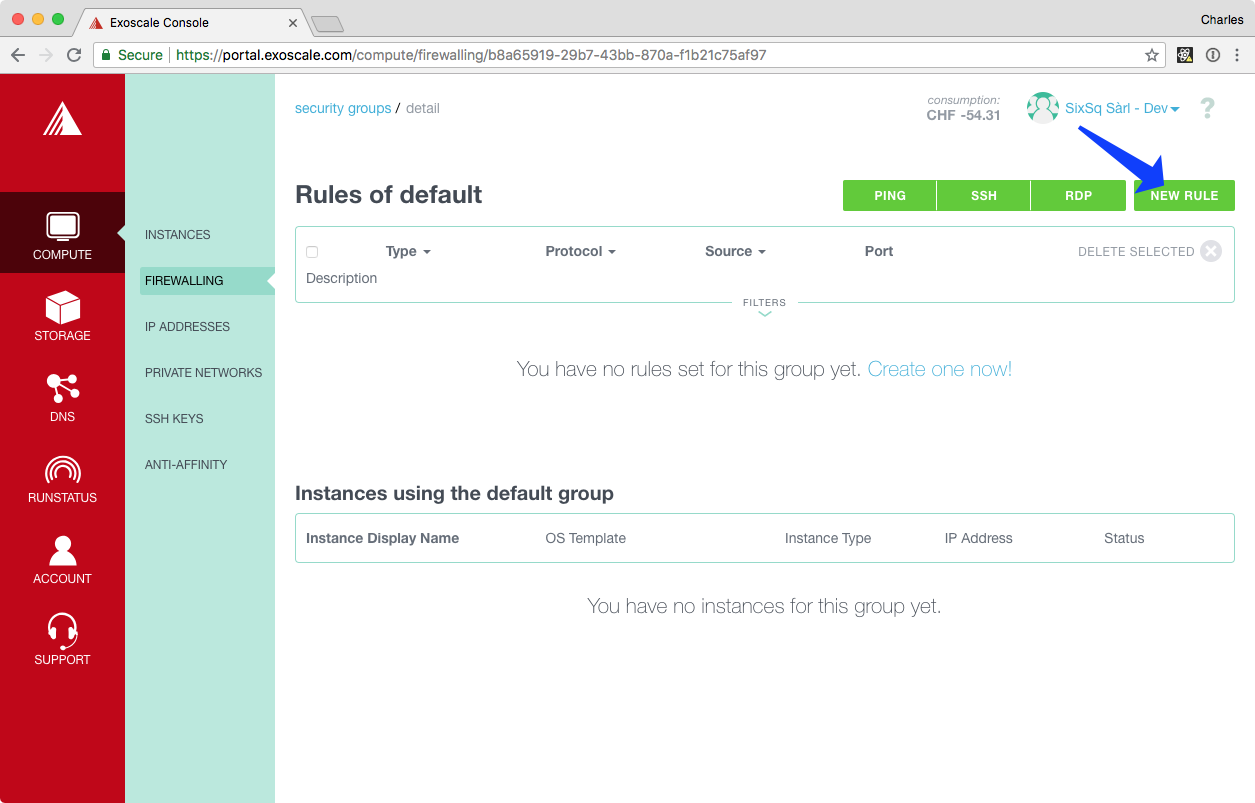 Exoscale Console
Charles
Secure https://portal.exoscale.com/compute/firewalling/b8a65919-29b7-43bb-870a-f1b21c75af97
security groups / detail
consumption:
CHF -54.31
SixSq Sàrl - Dev
?
Rules of default
PING SSH RDP NEW RULE
COMPUTE
STORAGE
DNS
RUNSTATUS
ACCOUNT
SUPPORT
INSTANCES
FIREWALLING
IP ADDRESSES
PRIVATE NETWORKS
SSH KEYS
ANTI-AFFINITY
Type Protocol Source Port DELETE SELECTED
Description
FILTERS
You have no rules set for this group yet. Create one now!
Instances using the default group
Instance Display Name OS Template Instance Type IP Address Status
You have no instances for this group yet.